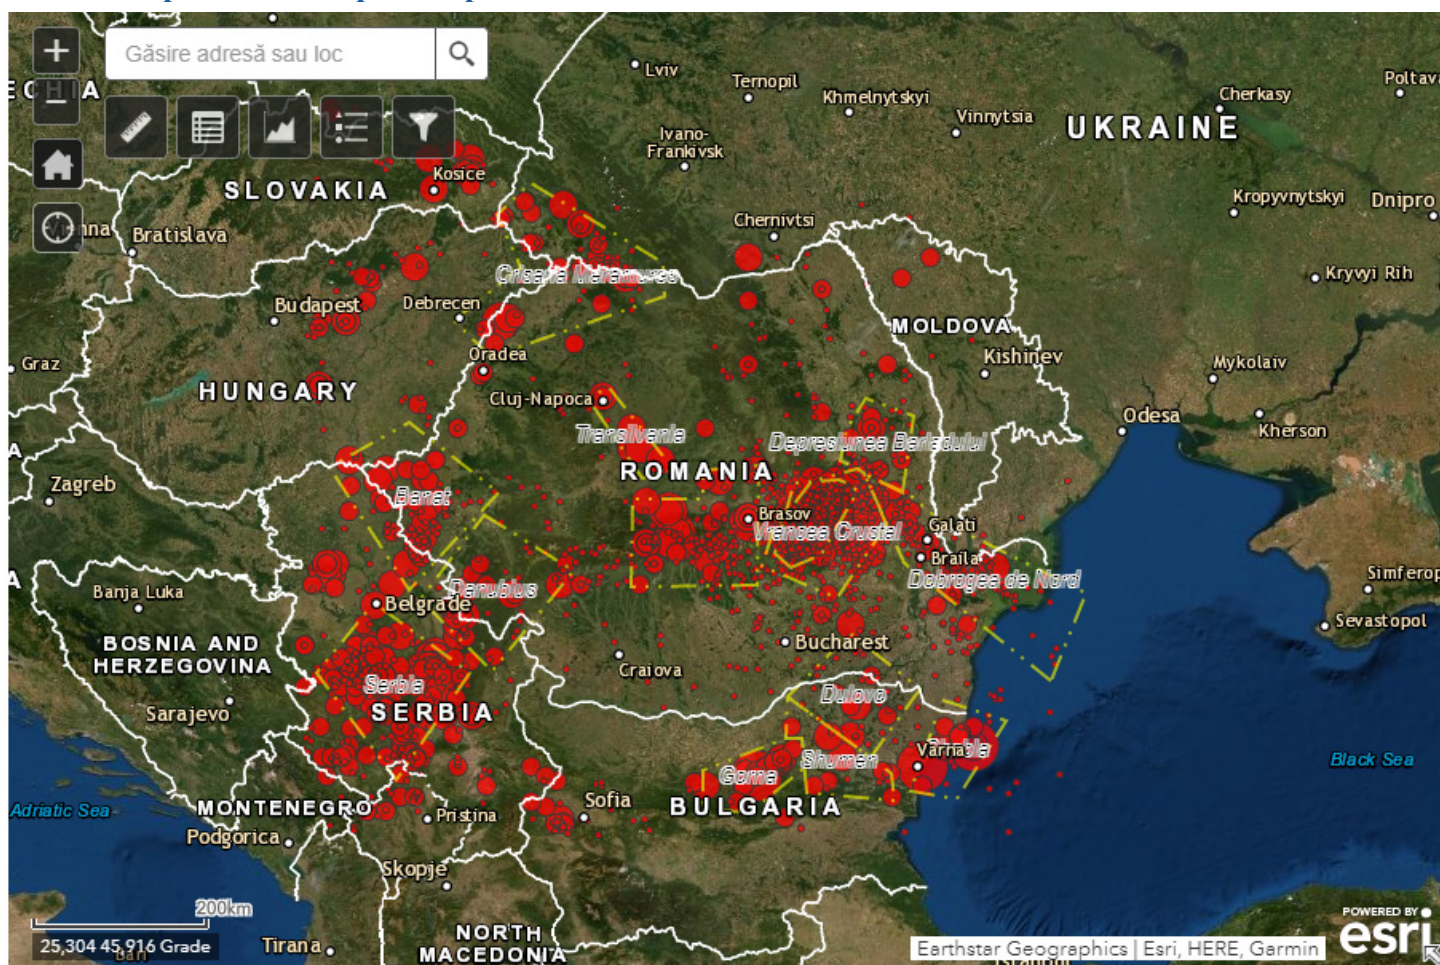 Găsire adresă sau loc
Lviv
Ternopil
Poltav
Khmelnytskyi
Cherkasy
Vinnytsia
UKRAINE
Ivano-
Frankivsk
Kosice
SLOVAKIA
Kropyvnytskyi
Dnipro
Chernivtsi
Bratislava
Crisana Maramures
Kryvyi Rih
Budapest
Debrecen
MOLDOVA
Kishinev
Oradea
Graz
Mykolaiv
HUNGARY
Cluj-Napoca
Odesa
Kherson
Transilvania
Depresiunea Barladului
ROMANIA
Zagreb
Banat
Brasov
Vrancea Crustal
Galati
Braila
Dobrogea de Nord
Simferop
Banja Luka
Danubius
Belgrade
Sevastopol
BOSNIA AND
HERZEGOVINA
Bucharest
Craiova
Serbia
Dulovo
Sarajevo
SERBIA
Varna
Shabla
Shumen
Black Sea
Gorna
Sofia
BULGARIA
Adriatic Sea
MONTENEGRO
Pristina
Podgorica
Skopje
200km
25,304 45,916 Grade
Tirana
NORTH
MACEDONIA
Earthstar Geographics | Esri, HERE, Garmin
POWERED BY
esri